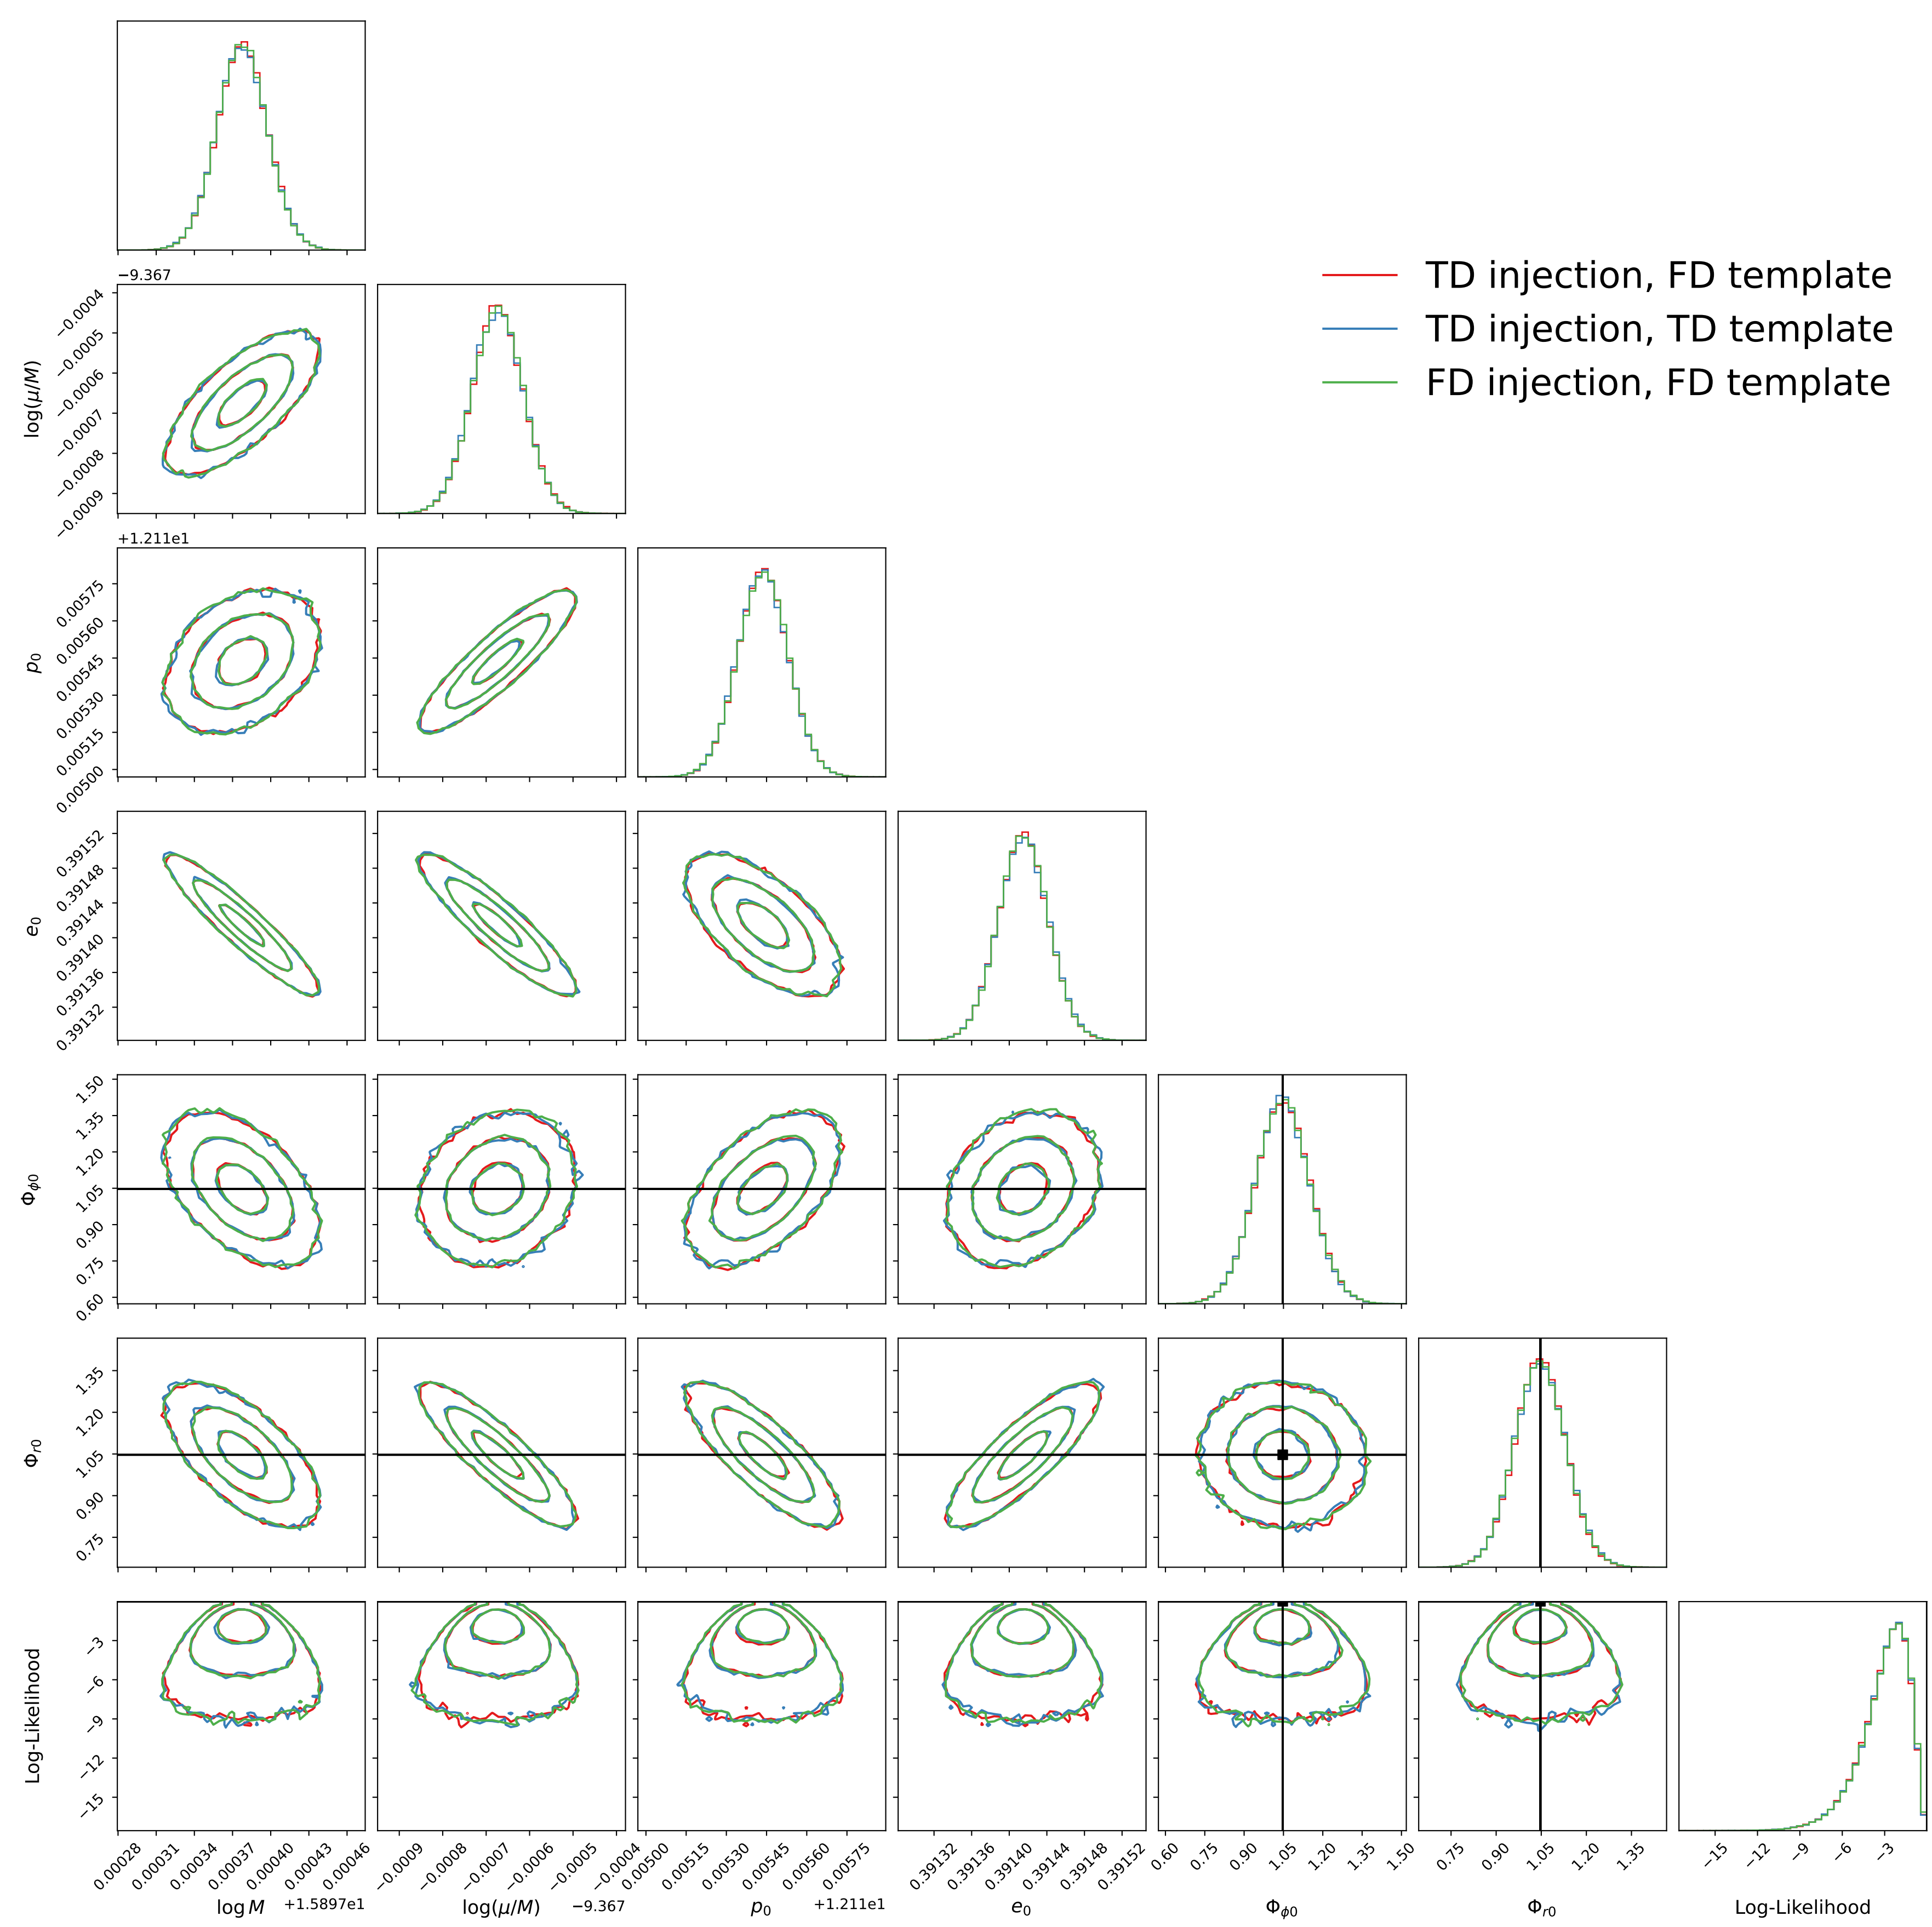 TD injection, FD template
TD injection, TD template
FD injection, FD template
−9.367
−0.0004
−0.0005
−0.0006
−0.0007
−0.0008
−0.0009
log(μ/M)
+1.211e1
0.00575
0.00560
0.00545
0.00530
0.00515
0.00500
p₀
0.39152
0.39148
0.39144
0.39140
0.39136
0.39132
e₀
1.50
1.35
1.20
1.05
0.90
0.75
0.60
Φ_ϕ0
1.35
1.20
1.05
0.90
0.75
Φ_r0
−3
−6
−9
−12
−15
Log-Likelihood
0.00028 0.00031 0.00034 0.00037 0.00040 0.00043 0.00046
log M +1.5897e1
−0.0009 −0.0008 −0.0007 −0.0006 −0.0005 −0.0004
log(μ/M) −9.367
0.00500 0.00515 0.00530 0.00545 0.00560 0.00575
p₀ +1.211e1
0.39132 0.39136 0.39140 0.39144 0.39148 0.39152
e₀
0.60 0.75 0.90 1.05 1.20 1.35 1.50
Φ_ϕ0
0.75 0.90 1.05 1.20 1.35
Φ_r0
−15 −12 −9 −6 −3
Log-Likelihood